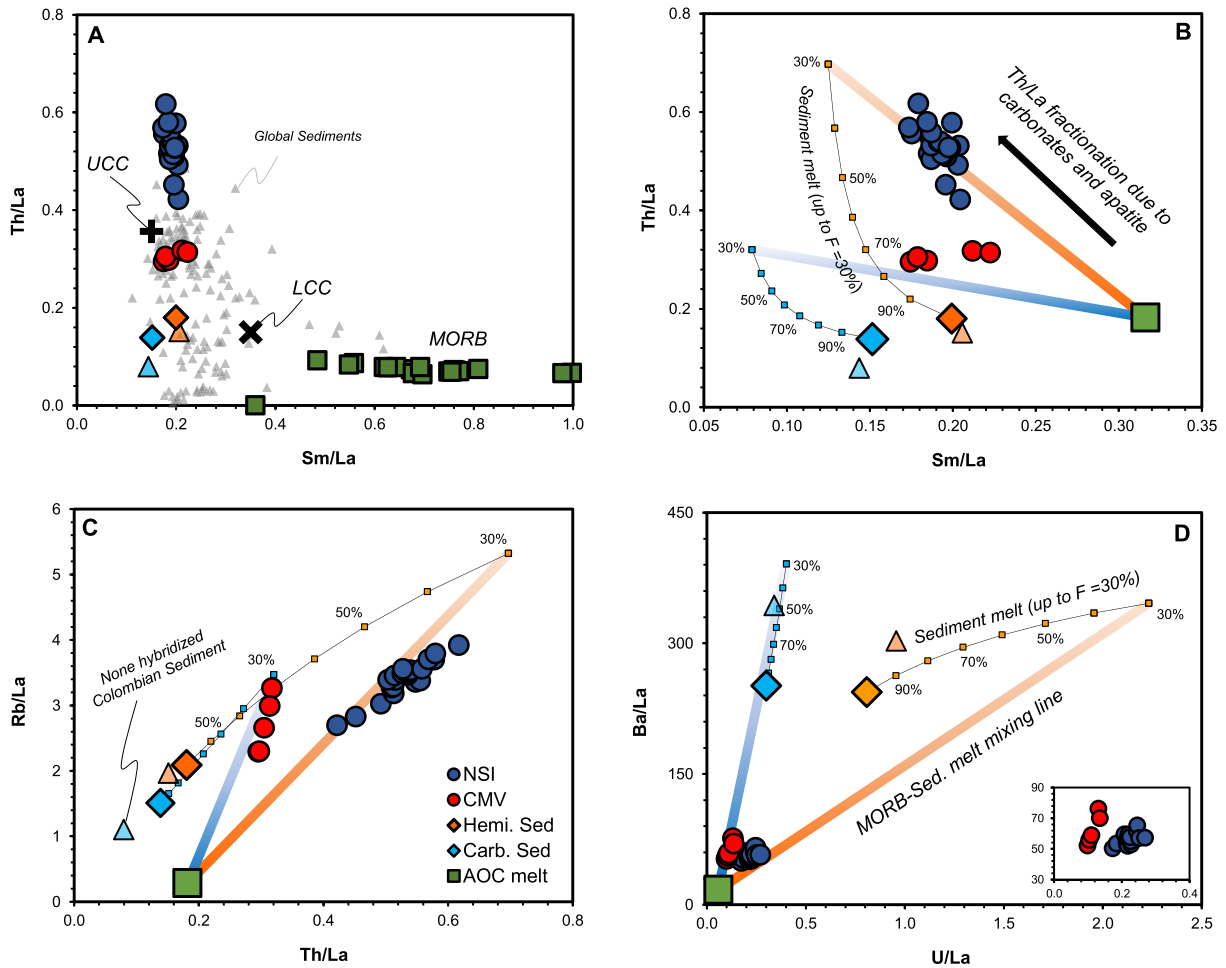 A
0.8
0.6
0.4
0.2
0.0
Th/La
UCC
Global Sediments
LCC
MORB
0.0
0.2
0.4
0.6
0.8
1.0
Sm/La
B
0.8
0.6
0.4
0.2
0.0
Th/La
30%
50%
70%
90%
Sediment melt (up to F =30%)
30%
50%
70%
90%
Th/La fractionation due to
carbonates and apatite
0.05
0.10
0.15
0.20
0.25
0.30
0.35
Sm/La
C
6
5
4
3
2
1
0
Rb/La
30%
50%
30%
50%
None hybridized
Colombian Sediment
NSI
CMV
Hemi. Sed
Carb. Sed
AOC melt
0.2
0.4
0.6
0.8
Th/La
D
450
300
150
0
Ba/La
30%
50%
70%
Sediment melt (up to F =30%)
30%
50%
70%
90%
MORB-Sed. melt mixing line
90
70
50
30
0.0
0.2
0.4
0.0
0.5
1.0
1.5
2.0
2.5
U/La